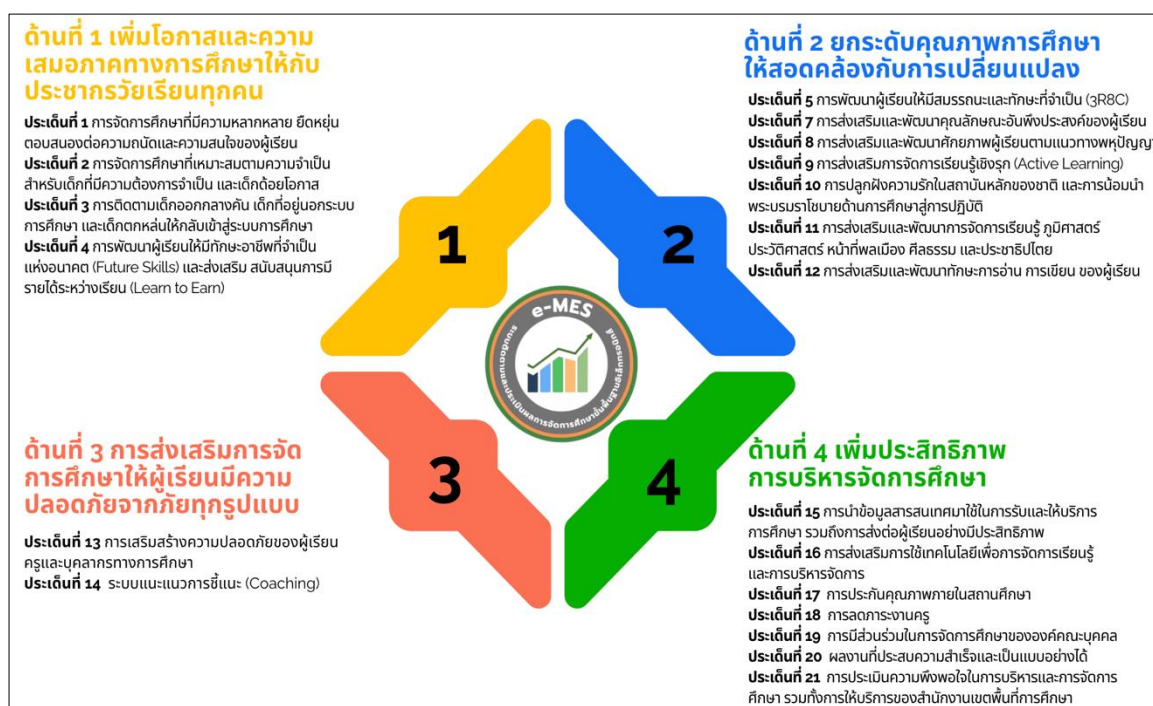 ด้านที่ 1 เพิ่มโอกาสและความ
เสมอภาคทางการศึกษาให้กับ
ประชากรวัยเรียนทุกคน
ประเด็นที่ 1 การจัดการศึกษาที่มีความหลากหลาย ยืดหยุ่น
ตอบสนองต่อความถนัดและความสนใจของผู้เรียน
ประเด็นที่ 2 การจัดการศึกษาที่เหมาะสมตามความจำเป็น
สำหรับเด็กที่มีความต้องการจำเป็น และเด็กด้อยโอกาส
ประเด็นที่ 3 การติดตามเด็กออกกลางคัน เด็กที่อยู่นอกระบบ
การศึกษา และเด็กตกหล่นให้กลับเข้าสู่ระบบการศึกษา
ประเด็นที่ 4 การพัฒนาผู้เรียนให้มีทักษะอาชีพที่จำเป็น
แห่งอนาคต (Future Skills) และส่งเสริม สนับสนุนการมี
รายได้ระหว่างเรียน (Learn to Earn)
ด้านที่ 2 ยกระดับคุณภาพการศึกษา
ให้สอดคล้องกับการเปลี่ยนแปลง
ประเด็นที่ 5 การพัฒนาผู้เรียนให้มีสมรรถนะและทักษะที่จำเป็น (3R8C)
ประเด็นที่ 7 การส่งเสริมและพัฒนาคุณลักษณะอันพึงประสงค์ของผู้เรียน
ประเด็นที่ 8 การส่งเสริมและพัฒนาศักยภาพผู้เรียนตามแนวทางพหุปัญญา
ประเด็นที่ 9 การส่งเสริมการจัดการเรียนรู้เชิงรุก (Active Learning)
ประเด็นที่ 10 การปลูกฝังความรักในสถาบันหลักของชาติ และการน้อมนำ
พระบรมราโชบายด้านการศึกษาสู่การปฏิบัติ
ประเด็นที่ 11 การส่งเสริมและพัฒนาการจัดการเรียนรู้ ภูมิศาสตร์
ประวัติศาสตร์ หน้าที่พลเมือง ศีลธรรม และประชาธิปไตย
ประเด็นที่ 12 การส่งเสริมและพัฒนาทักษะการอ่าน การเขียน ของผู้เรียน
1
2
e-MES
ระบบติดตามและประเมินผลการจัดการศึกษาขั้นพื้นฐานอิเล็กทรอนิกส์
3
4
ด้านที่ 3 การส่งเสริมการจัด
การศึกษาให้ผู้เรียนมีความ
ปลอดภัยจากภัยทุกรูปแบบ
ประเด็นที่ 13 การเสริมสร้างความปลอดภัยของผู้เรียน
ครูและบุคลากรทางการศึกษา
ประเด็นที่ 14 ระบบแนะแนวการชี้แนะ (Coaching)
ด้านที่ 4 เพิ่มประสิทธิภาพ
การบริหารจัดการศึกษา
ประเด็นที่ 15 การนำข้อมูลสารสนเทศมาใช้ในการรับและให้บริการ
การศึกษา รวมถึงการส่งต่อผู้เรียนอย่างมีประสิทธิภาพ
ประเด็นที่ 16 การส่งเสริมการใช้เทคโนโลยีเพื่อการจัดการเรียนรู้
และการบริหารจัดการ
ประเด็นที่ 17 การประกันคุณภาพภายในสถานศึกษา
ประเด็นที่ 18 การลดภาระงานครู
ประเด็นที่ 19 การมีส่วนร่วมในการจัดการศึกษาขององค์คณะบุคคล
ประเด็นที่ 20 ผลงานที่ประสบความสำเร็จและเป็นแบบอย่างได้
ประเด็นที่ 21 การประเมินความพึงพอใจในการบริหารและการจัดการ
ศึกษา รวมทั้งการให้บริการของสำนักงานเขตพื้นที่การศึกษา